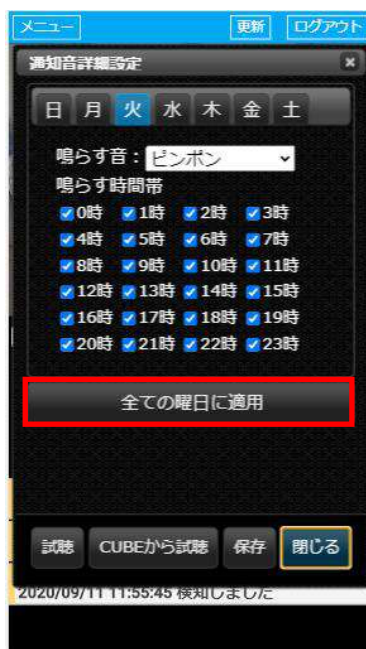 メニュー 更新 ログアウト
通知音詳細設定 ×
日 月 火 水 木 金 土
鳴らす音：ピンポン
鳴らす時間帯
0時 1時 2時 3時
4時 5時 6時 7時
8時 9時 10時 11時
12時 13時 14時 15時
16時 17時 18時 19時
20時 21時 22時 23時
全ての曜日に適用
試聴 CUBEから試聴 保存 閉じる
2020/09/11 11:55:45 検知しました